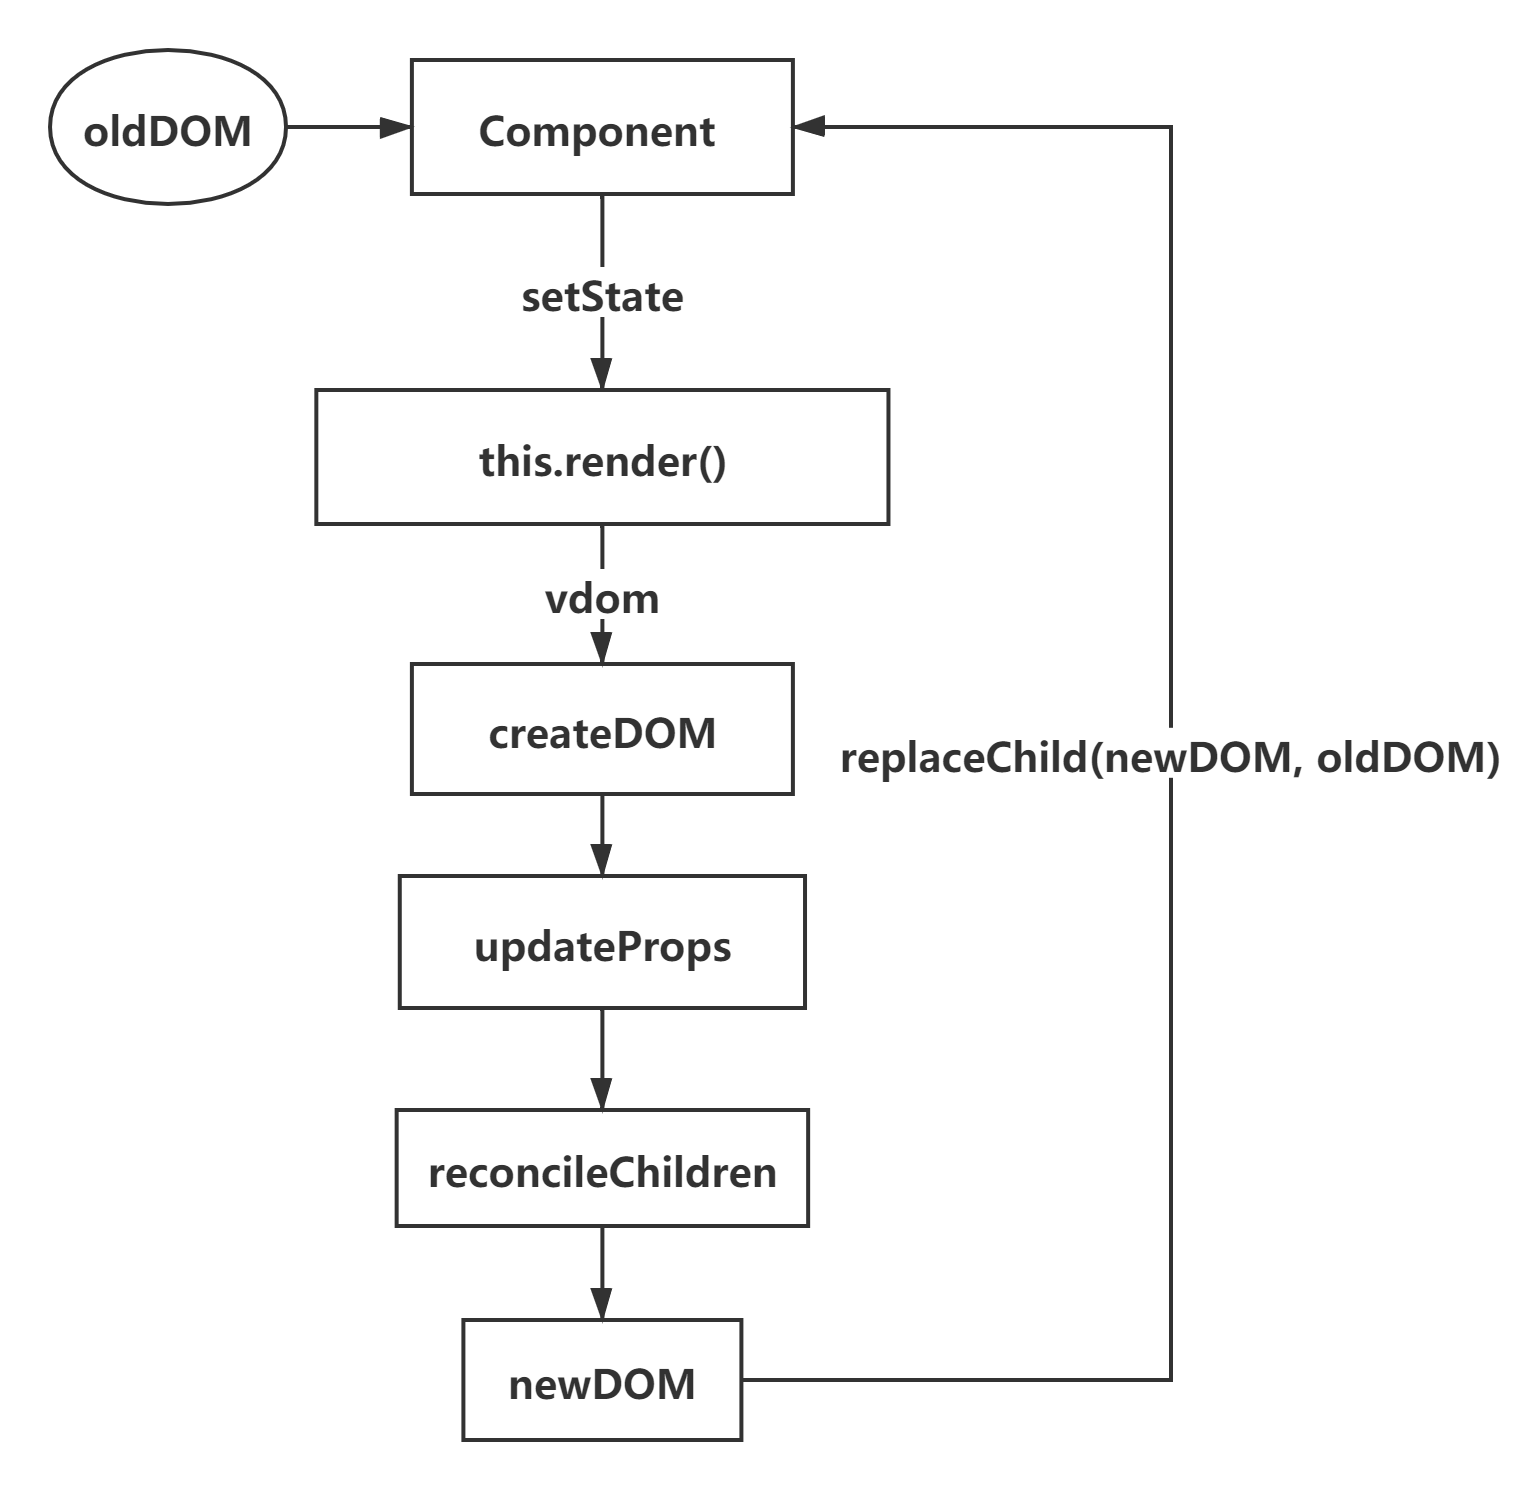 oldDOM
Component
setState
this.render()
vdom
createDOM
replaceChild(newDOM, oldDOM)
updateProps
reconcileChildren
newDOM